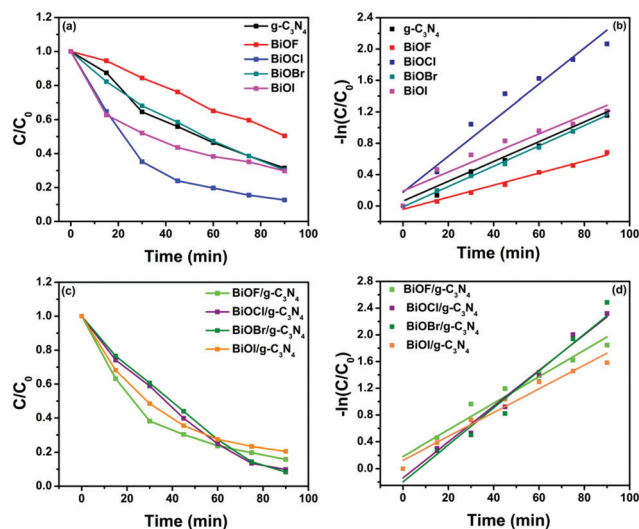 (a)
g-C₃N₄
BiOF
BiOCl
BiOBr
BiOI
C/C₀
1.2
1.0
0.8
0.6
0.4
0.2
0.0
0 20 40 60 80 100
Time (min)
(b)
g-C₃N₄
BiOF
BiOCl
BiOBr
BiOI
-ln(C/C₀)
2.4
1.8
1.2
0.6
0.0
0 20 40 60 80 100
Time (min)
(c)
BiOF/g-C₃N₄
BiOCl/g-C₃N₄
BiOBr/g-C₃N₄
BiOI/g-C₃N₄
C/C₀
1.2
1.0
0.8
0.6
0.4
0.2
0.0
0 20 40 60 80 100
Time (min)
(d)
BiOF/g-C₃N₄
BiOCl/g-C₃N₄
BiOBr/g-C₃N₄
BiOI/g-C₃N₄
-ln(C/C₀)
2.8
2.4
2.0
1.6
1.2
0.8
0.4
0.0
0 20 40 60 80 100
Time (min)